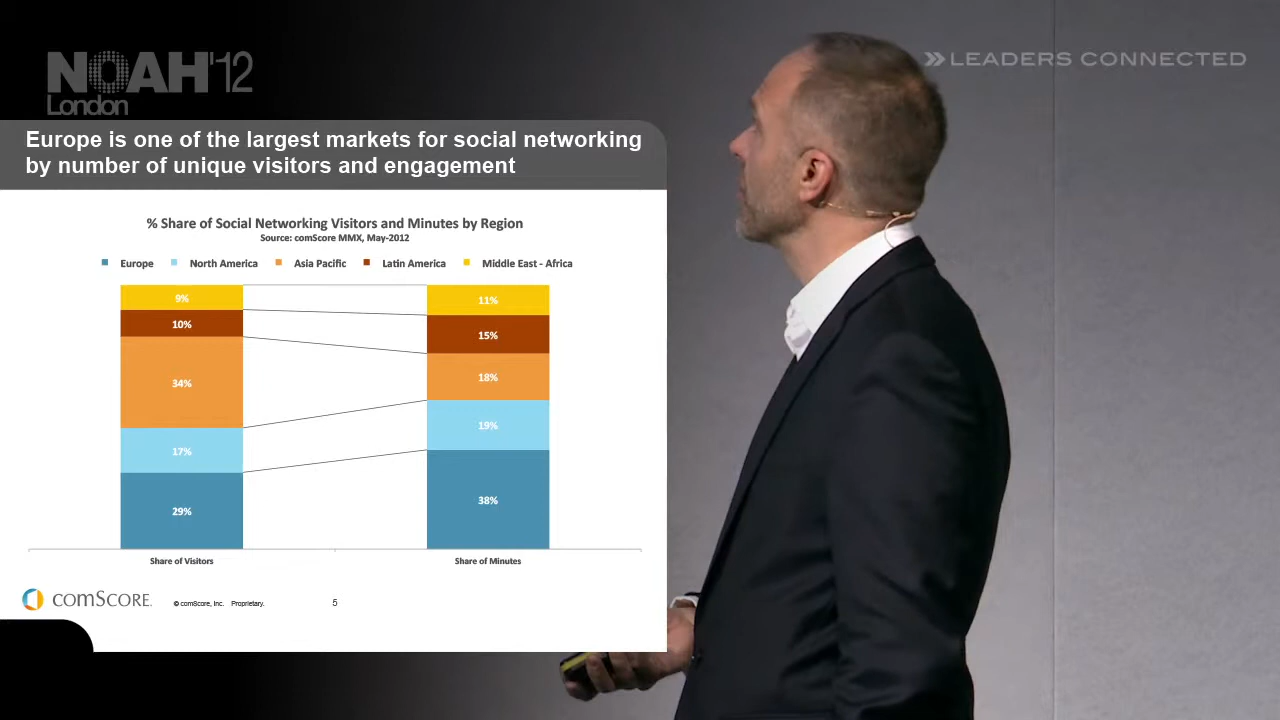 NOAH'12
London
LEADERS CONNECTED
Europe is one of the largest markets for social networking
by number of unique visitors and engagement
% Share of Social Networking Visitors and Minutes by Region
Source: comScore MMX, May-2012
Europe North America Asia Pacific Latin America Middle East - Africa
9% 11%
10% 15%
34% 18%
17% 19%
29% 38%
Share of Visitors Share of Minutes
comSCORE. © comScore, Inc. Proprietary. 5